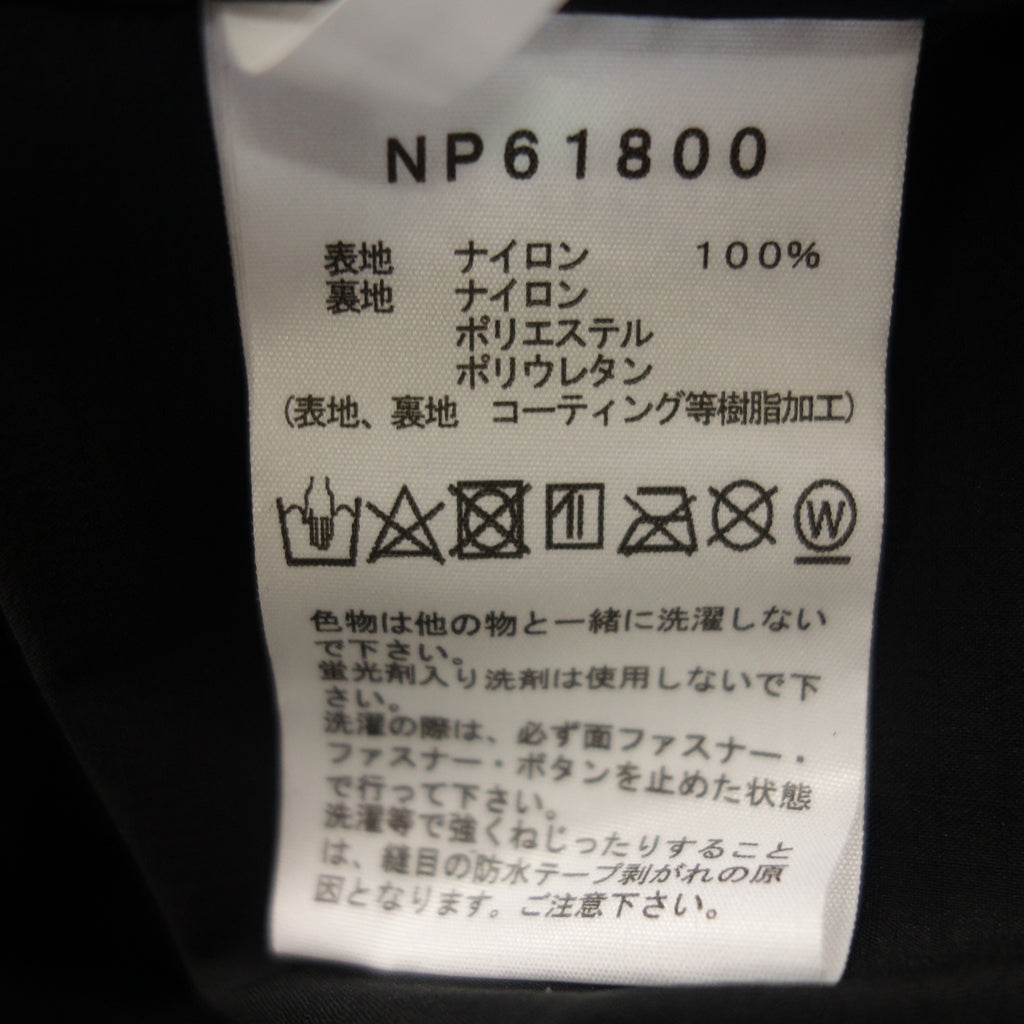 NP61800
表地 ナイロン 100%
裏地 ナイロン
ポリエステル
ポリウレタン
(表地、裏地 コーティング等樹脂加工)
W
色物は他の物と一緒に洗濯しない
で下さい。
蛍光剤入り洗剤は使用しないで下
さい。
洗濯の際は、必ず面ファスナー・
ファスナー・ボタンを止めた状態
で行って下さい。
洗濯等で強くねじったりすること
は、縫目の防水テープ剥がれの原
因となります。ご注意下さい。